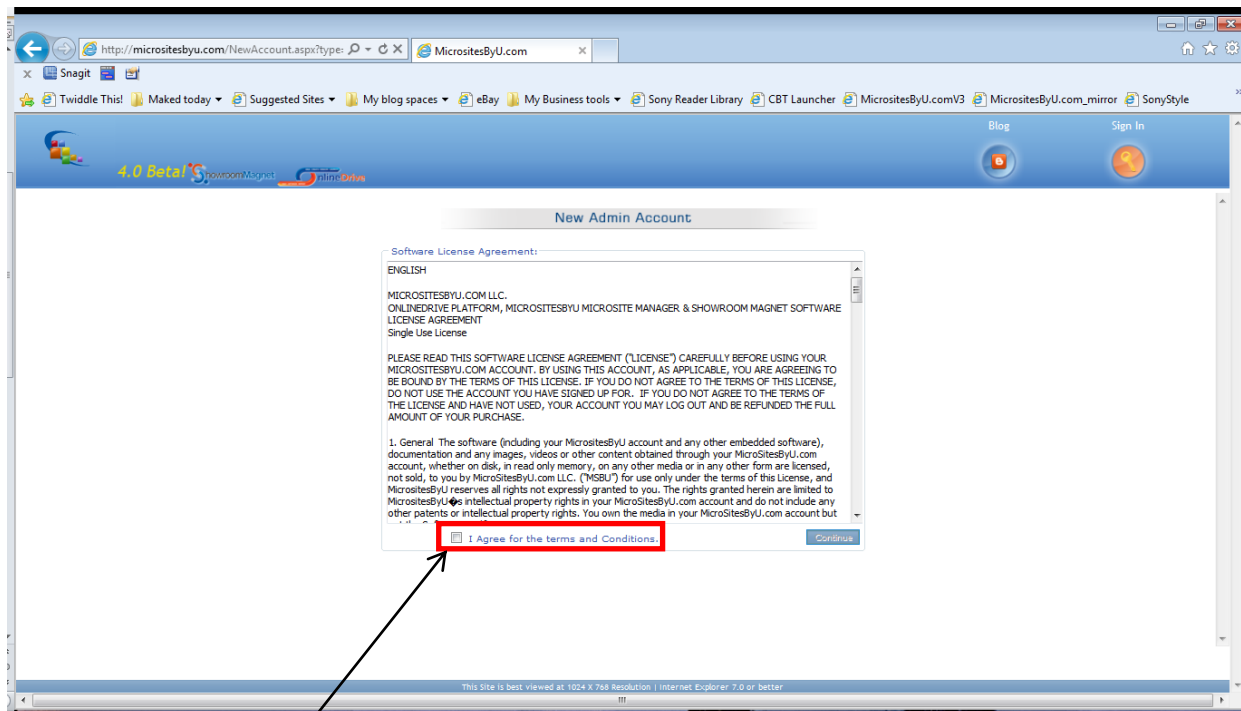 http://micrositesbyu.com/NewAccount.aspx?type:
MicrositesByU.com
Snagit
Twiddle This! Maked today Suggested Sites My blog spaces eBay My Business tools Sony Reader Library CBT Launcher MicrositesByU.comV3 MicrositesByU.com_mirror SonyStyle
Blog Sign In
4.0 Beta! ShowroomMagnet OnlineDrive
New Admin Account
Software License Agreement:
ENGLISH
MICROSITESBYU.COM LLC.
ONLINEDRIVE PLATFORM, MICROSITESBYU MICROSITE MANAGER & SHOWROOM MAGNET SOFTWARE
LICENSE AGREEMENT
Single Use License
PLEASE READ THIS SOFTWARE LICENSE AGREEMENT ("LICENSE") CAREFULLY BEFORE USING YOUR
MICROSITESBYU.COM ACCOUNT. BY USING THIS ACCOUNT, AS APPLICABLE, YOU ARE AGREEING TO
BE BOUND BY THE TERMS OF THIS LICENSE. IF YOU DO NOT AGREE TO THE TERMS OF THIS LICENSE,
DO NOT USE THE ACCOUNT YOU HAVE SIGNED UP FOR. IF YOU DO NOT AGREE TO THE TERMS OF
THE LICENSE AND HAVE NOT USED, YOUR ACCOUNT YOU MAY LOG OUT AND BE REFUNDED THE FULL
AMOUNT OF YOUR PURCHASE.
1. General The software (including your MicrositesByU account and any other embedded software),
documentation and any images, videos or other content obtained through your MicroSitesByU.com
account, whether on disk, in read only memory, on any other media or in any other form are licensed,
not sold, to you by MicroSitesByU.com LLC. ("MSBU") for use only under the terms of this License, and
MicrositesByU reserves all rights not expressly granted to you. The rights granted herein are limited to
MicrositesByU�s intellectual property rights in your MicroSitesByU.com account and do not include any
other patents or intellectual property rights. You own the media in your MicroSitesByU.com account but
I Agree for the terms and Conditions.
Continue
This Site is best viewed at 1024 X 768 Resolution | Internet Explorer 7.0 or better